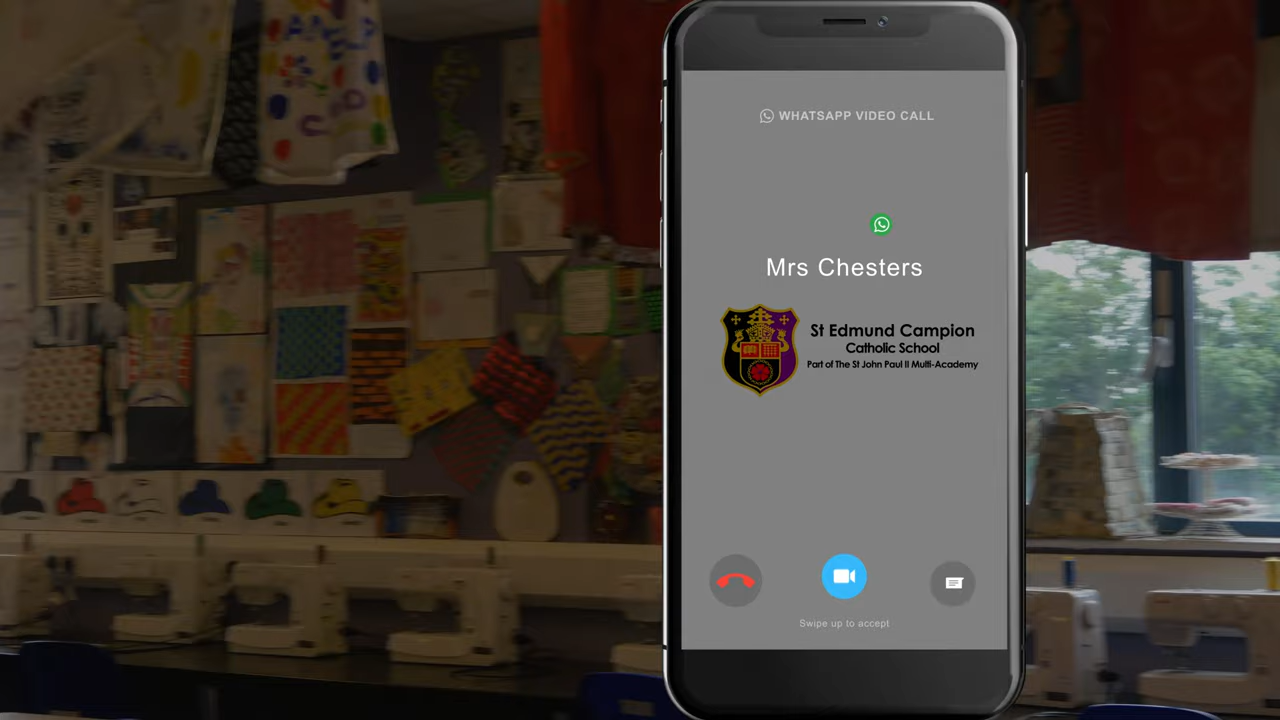 WHATSAPP VIDEO CALL
Mrs Chesters
St Edmund Campion
Catholic School
Part of The St John Paul II Multi-Academy
Swipe up to accept